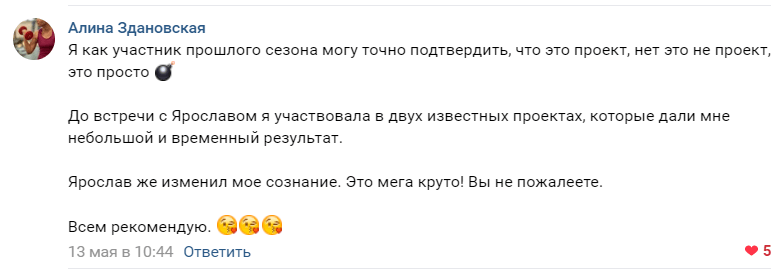 Алина Здановская
Я как участник прошлого сезона могу точно подтвердить, что это проект, нет это не проект,
это просто 💣
До встречи с Ярославом я участвовала в двух известных проектах, которые дали мне
небольшой и временный результат.
Ярослав же изменил мое сознание. Это мега круто! Вы не пожалеете.
Всем рекомендую. 😘😘😘
13 мая в 10:44 Ответить
5